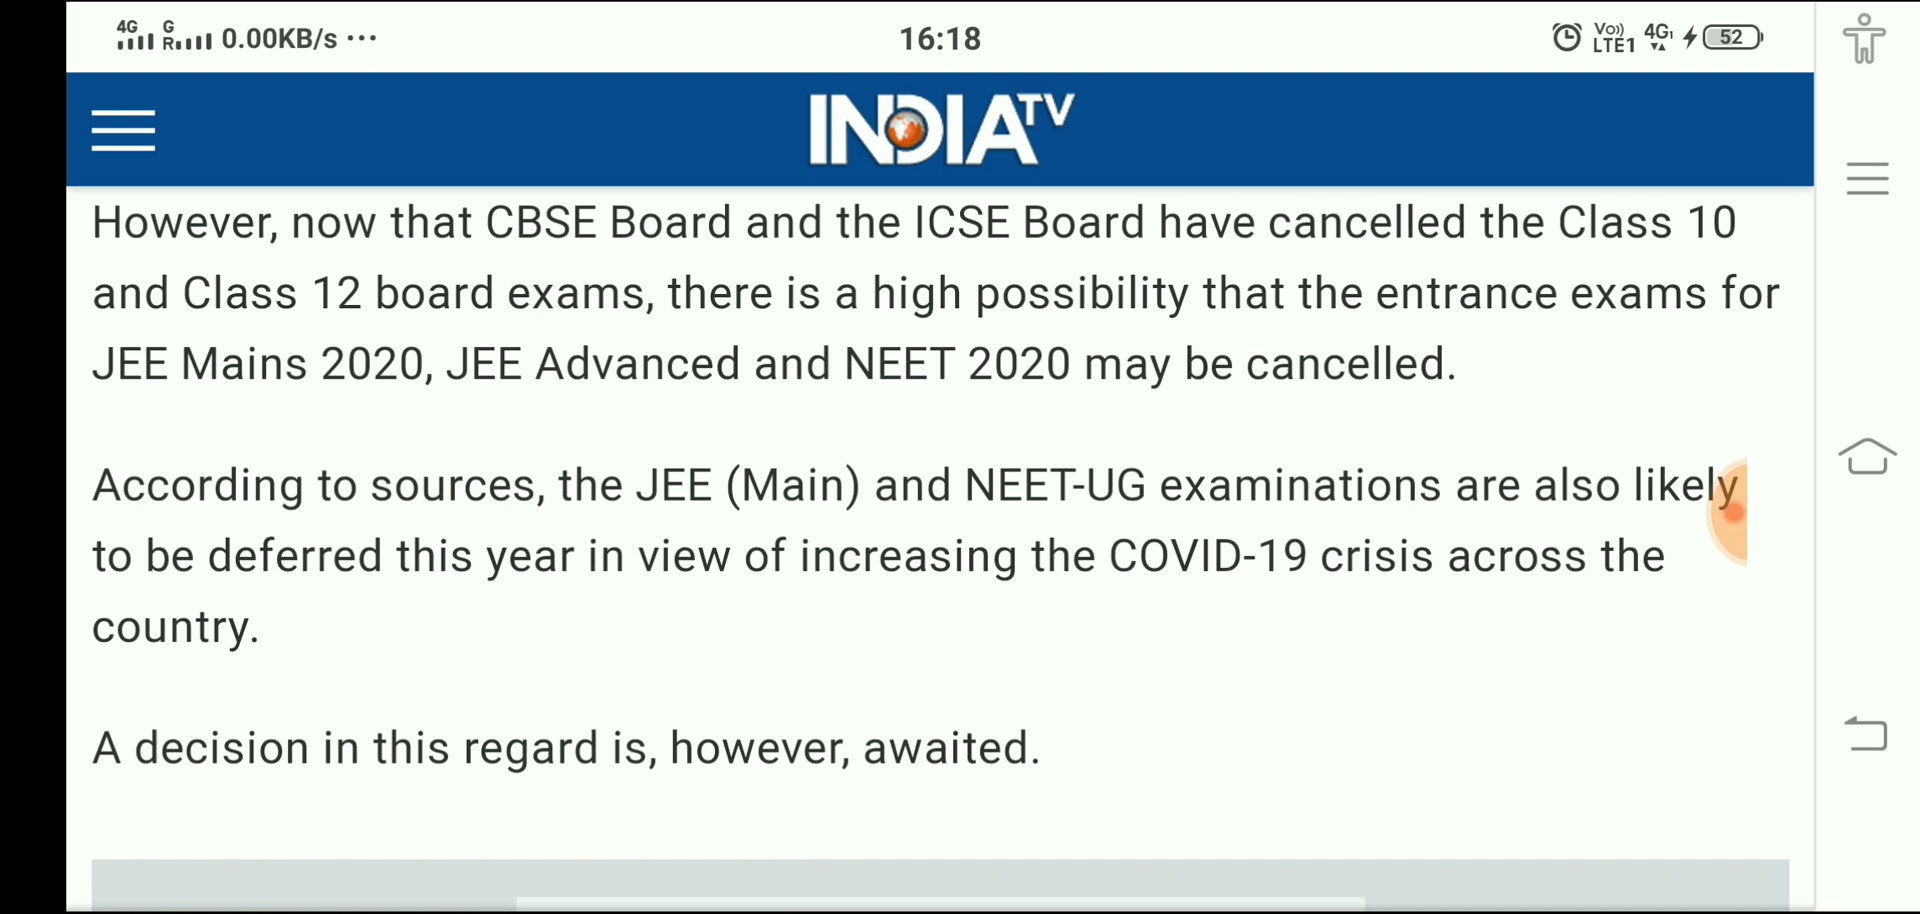 4G G R 0.00KB/s ... 16:18 Vo)) LTE1 4G1 52
INDIA TV
However, now that CBSE Board and the ICSE Board have cancelled the Class 10
and Class 12 board exams, there is a high possibility that the entrance exams for
JEE Mains 2020, JEE Advanced and NEET 2020 may be cancelled.
According to sources, the JEE (Main) and NEET-UG examinations are also likely
to be deferred this year in view of increasing the COVID-19 crisis across the
country.
A decision in this regard is, however, awaited.